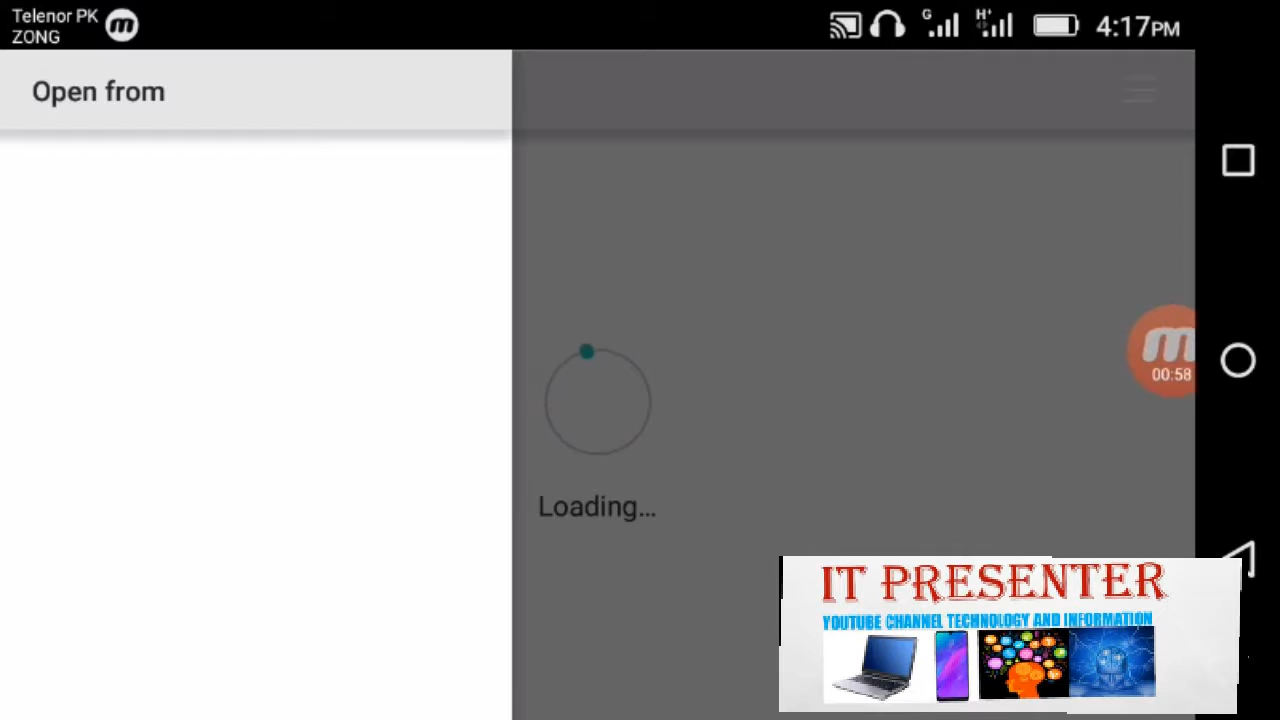 Telenor PK
ZONG
G
H+
4:17PM
Open from
00:58
Loading...
IT PRESENTER
YOUTUBE CHANNEL TECHNOLOGY AND INFORMATION